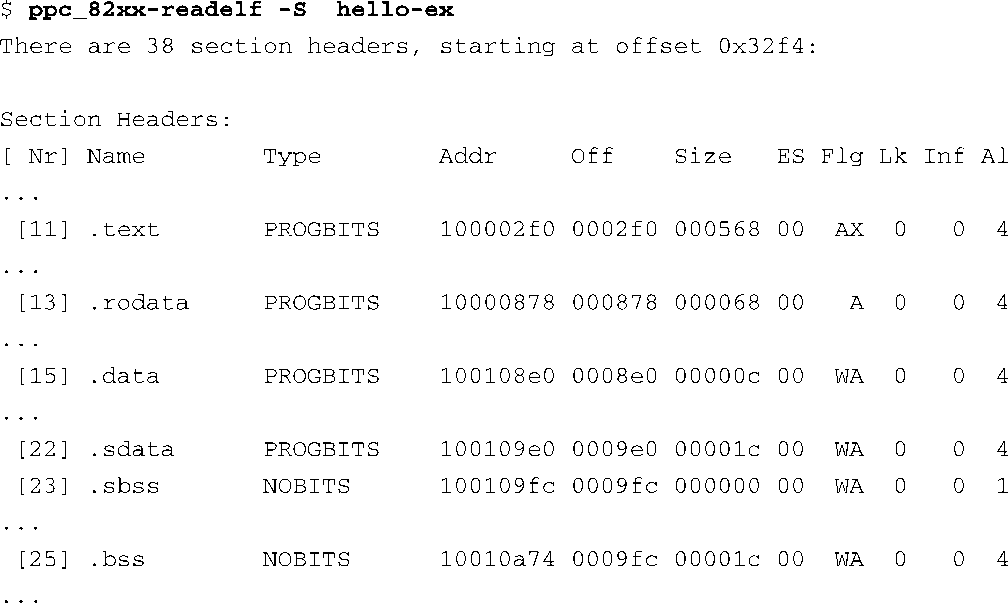 $ ppc_82xx-readelf -S  hello-ex
There are 38 section headers, starting at offset 0x32f4:
Section Headers:
[ Nr] Name        Type        Addr     Off    Size   ES Flg Lk Inf Al
...
 [11] .text       PROGBITS    100002f0 0002f0 000568 00  AX  0   0  4
...
 [13] .rodata     PROGBITS    10000878 000878 000068 00   A  0   0  4
...
 [15] .data       PROGBITS    100108e0 0008e0 00000c 00  WA  0   0  4
...
 [22] .sdata      PROGBITS    100109e0 0009e0 00001c 00  WA  0   0  4
 [23] .sbss       NOBITS      100109fc 0009fc 000000 00  WA  0   0  1
...
 [25] .bss        NOBITS      10010a74 0009fc 00001c 00  WA  0   0  4
...